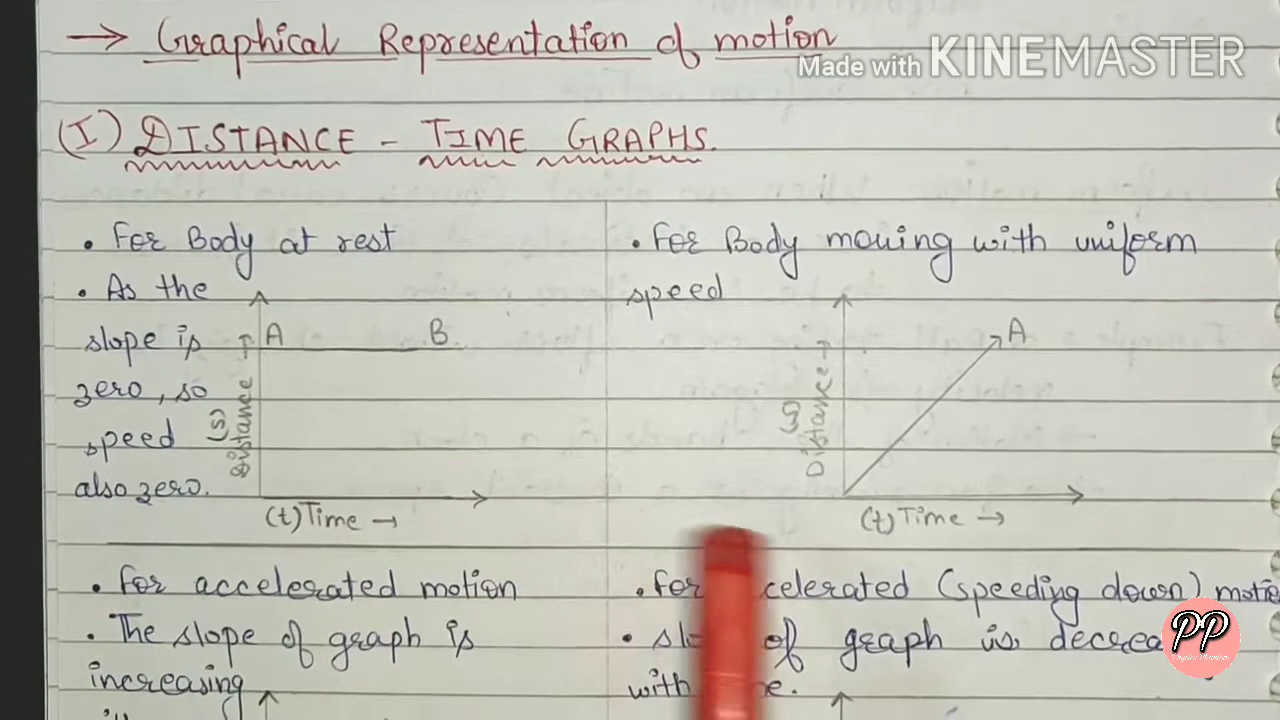 → Graphical Representation of motion
Made with KINEMASTER
(I) DISTANCE - TIME GRAPHS.
• For Body at rest
• As the
slope is
zero, so
speed
also zero.
A B
Distance →
(s)
(t) Time →
• For Body moving with uniform
speed
A
Distance →
(s)
(t) Time →
• For accelerated motion
• The slope of graph is
increasing
• For celerated (speeding down) motio
• sl of graph is decrea
with
PP